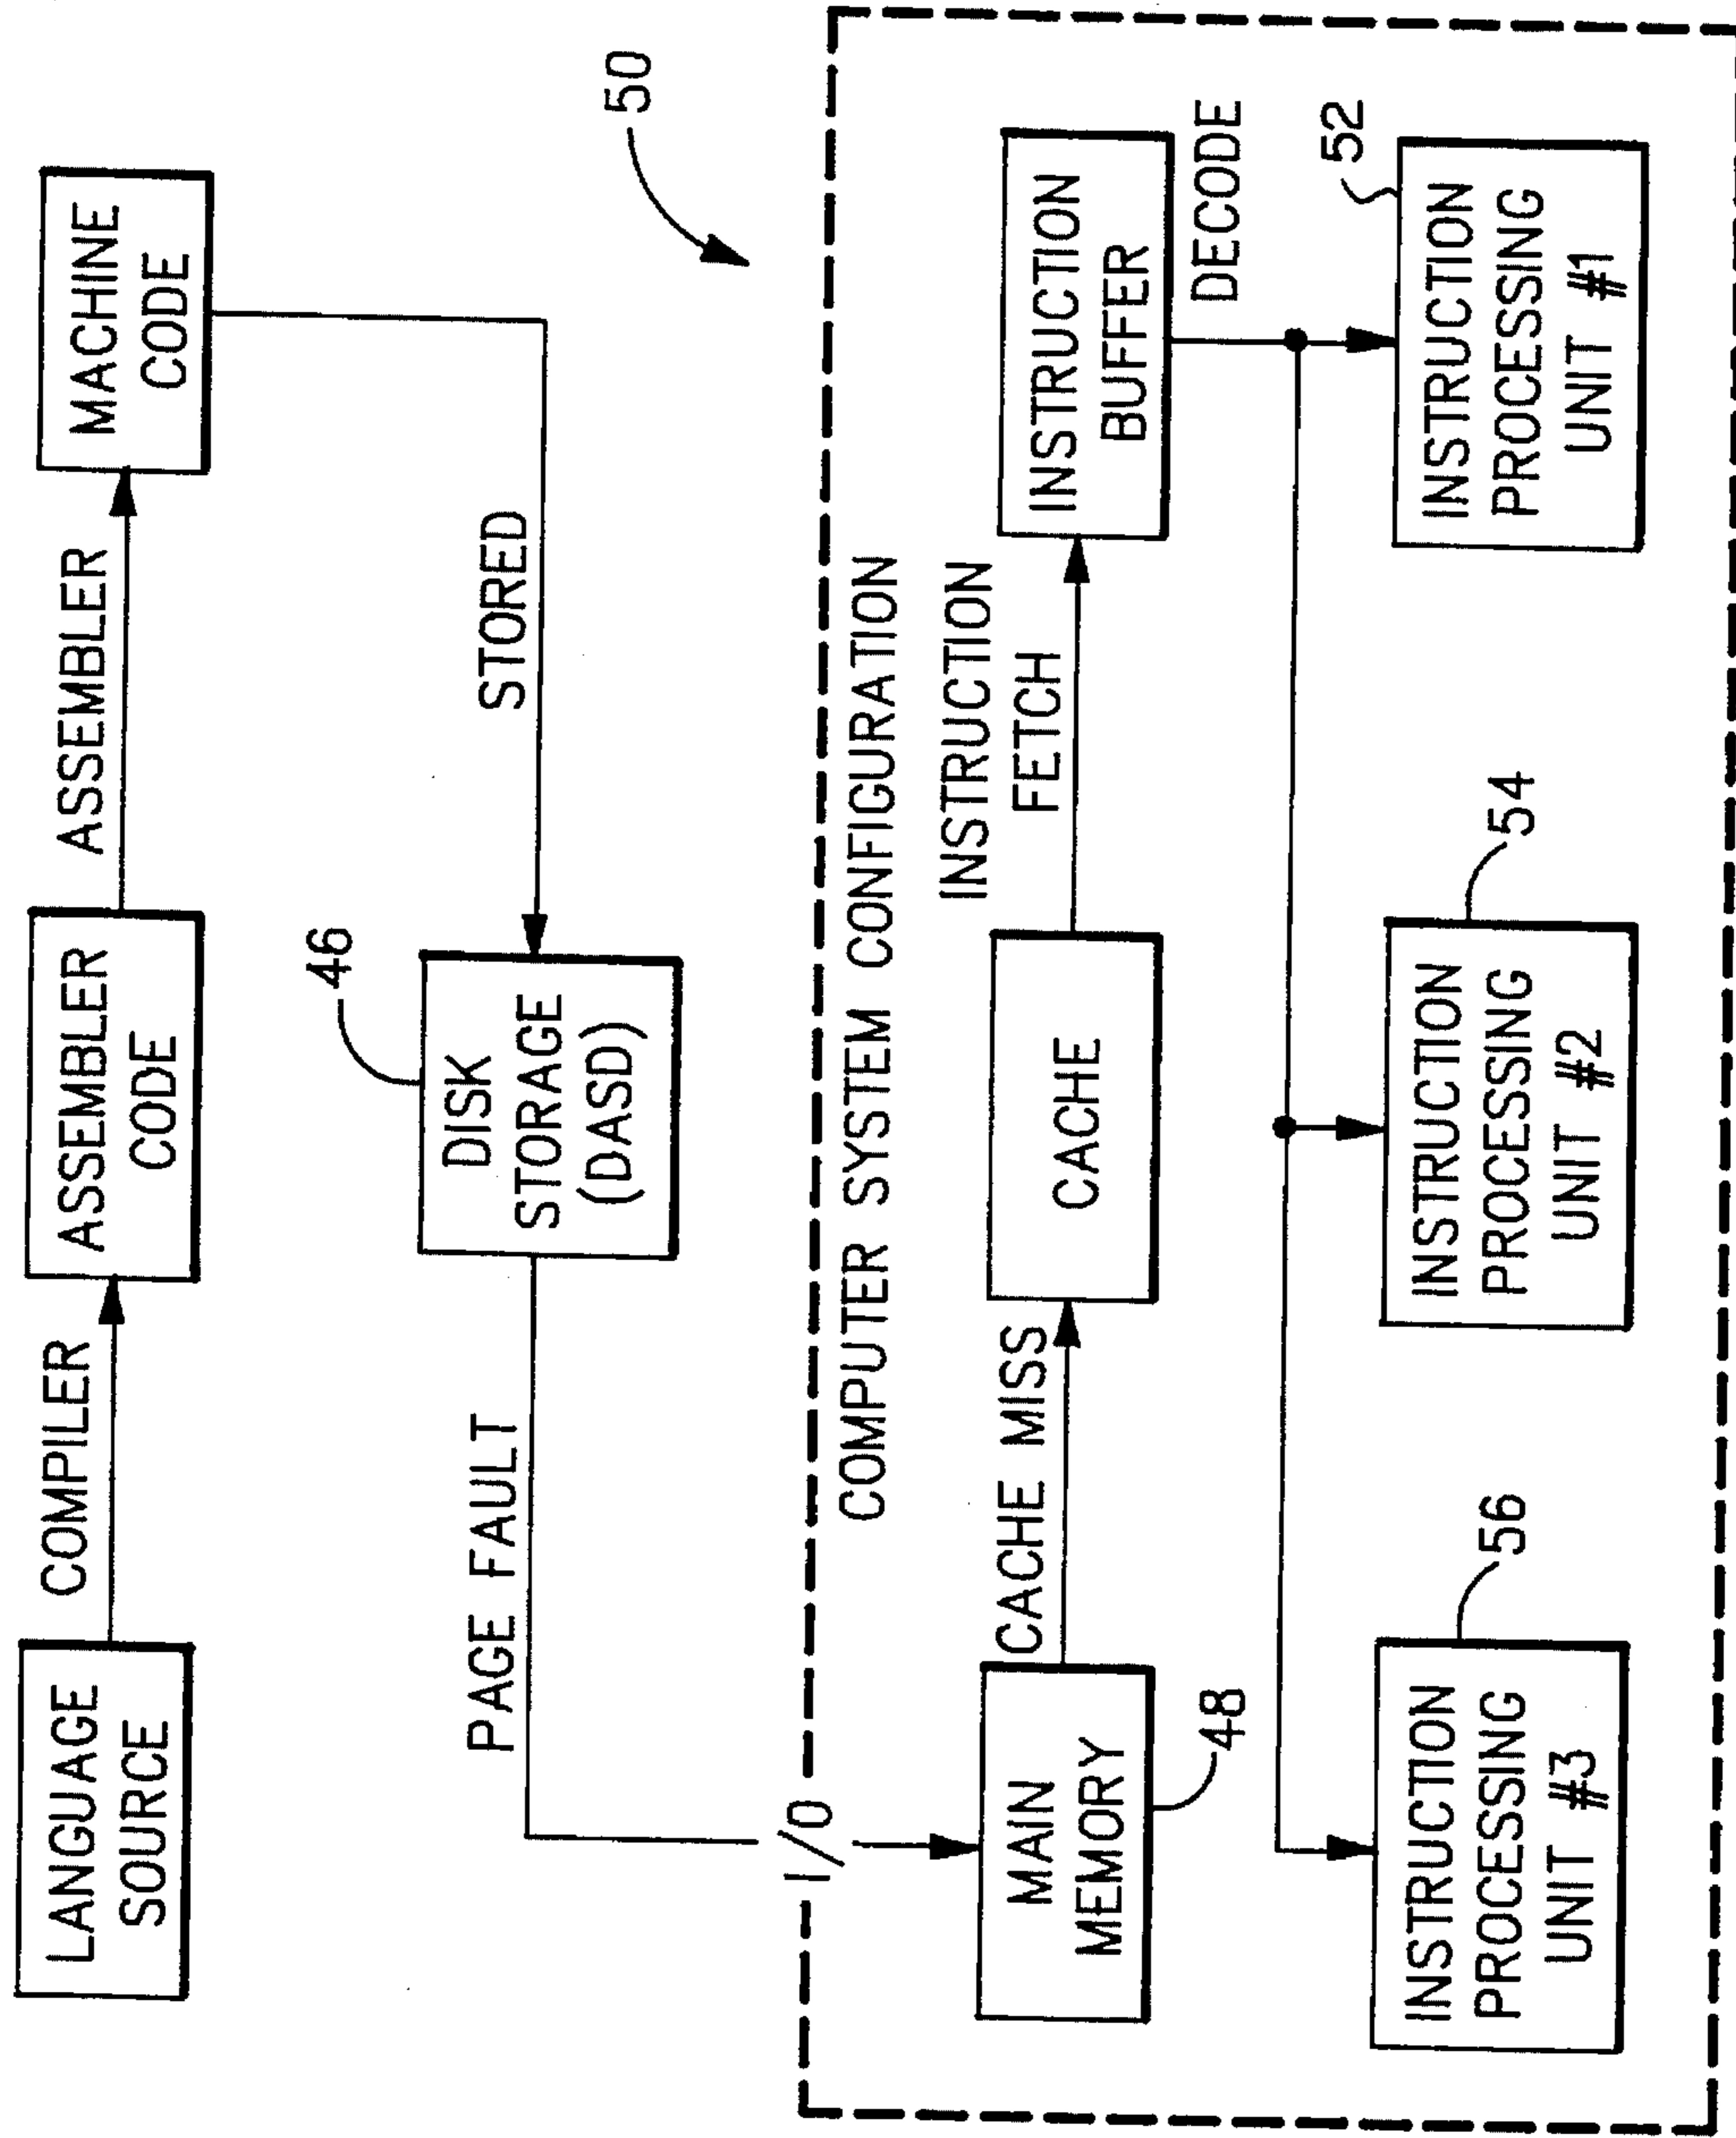 LANGUAGE
SOURCE
COMPILER
ASSEMBLER
CODE
ASSEMBLER
MACHINE
CODE
STORED
46
DISK
STORAGE
(DASD)
PAGE FAULT
50
I/O
COMPUTER SYSTEM CONFIGURATION
MAIN
MEMORY
48
CACHE MISS
CACHE
INSTRUCTION
FETCH
INSTRUCTION
BUFFER
DECODE
56
INSTRUCTION
PROCESSING
UNIT #3
54
INSTRUCTION
PROCESSING
UNIT #2
52
INSTRUCTION
PROCESSING
UNIT #1